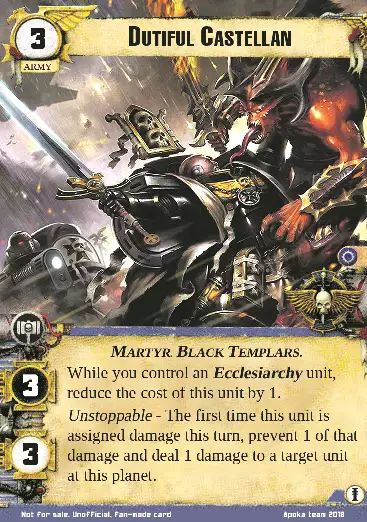 3
DUTIFUL CASTELLAN
ARMY
MARTYR. BLACK TEMPLARS.
While you control an Ecclesiarchy unit,
reduce the cost of this unit by 1.
3
Unstoppable - The first time this unit is
assigned damage this turn, prevent 1 of that
3
damage and deal 1 damage to a target unit
at this planet.
Not for sale. Unofficial. Fan-made card
Apoka team 2018